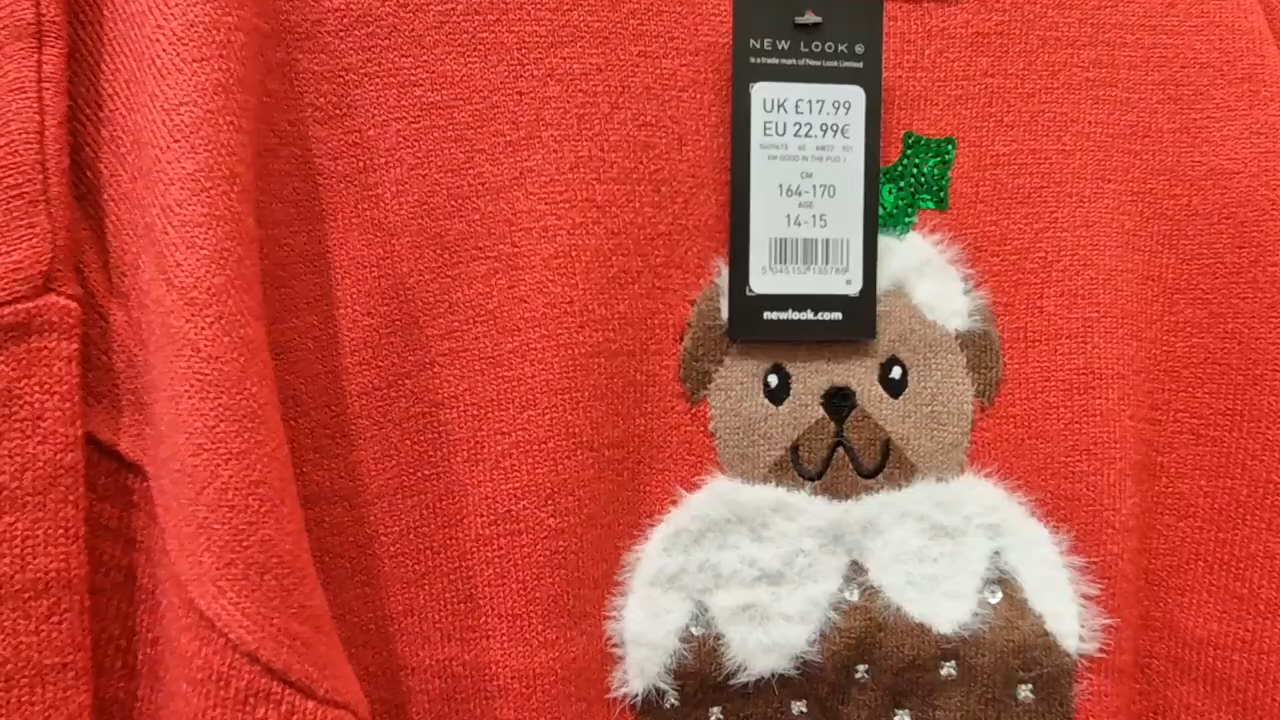 NEW LOOK ®
is a trade mark of New Look Limited
UK £17.99
EU 22.99€
XM GOOD IN THE PUD J
CM
164-170
AGE
14-15
newlook.com